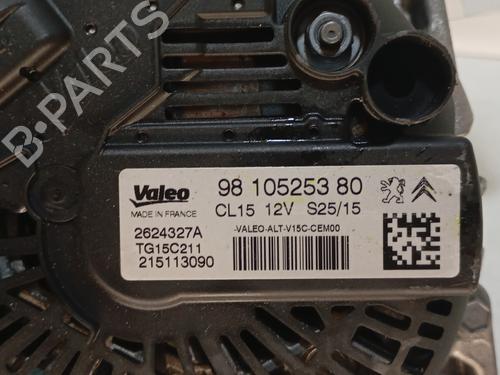 B·PARTS
Valeo
MADE IN FRANCE
98 105253 80
CL15 12V S25/15
2624327A
TG15C211
215113090
-VALEO-ALT-V15C-CEM00